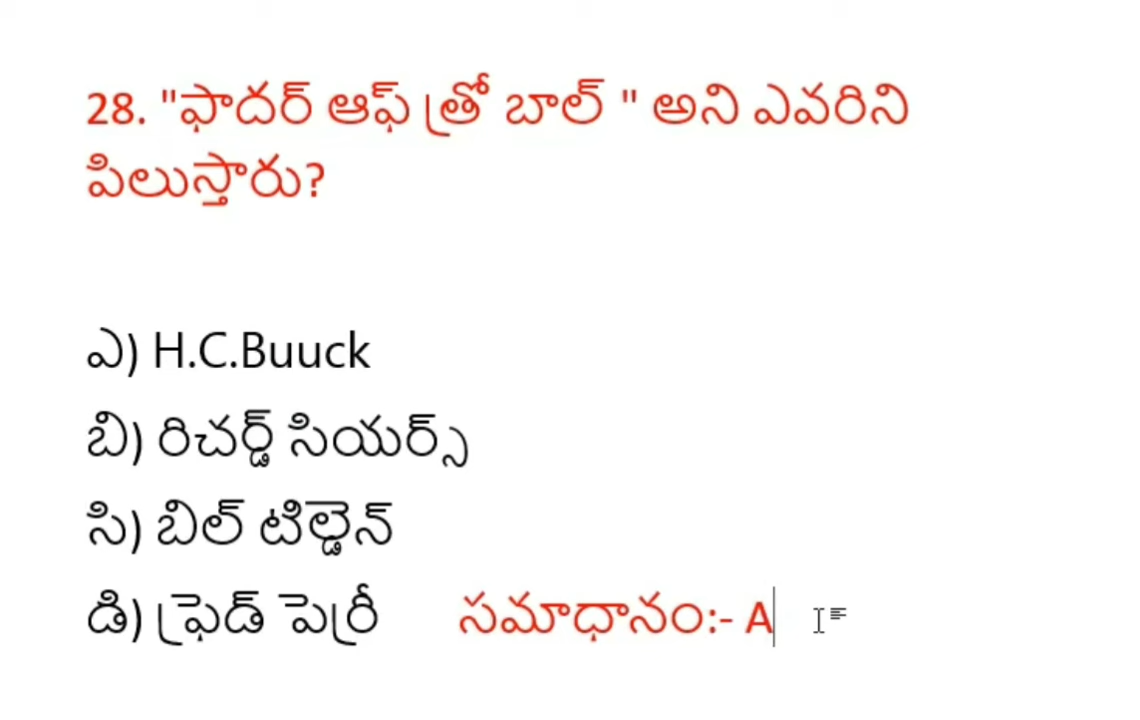 28. "ఫాదర్ ఆఫ్ త్రో బాల్ " అని ఎవరిని
పిలుస్తారు?
ఎ) H.C.Buuck
బి) రిచర్డ్ సియర్స్
సి) బిల్ టిల్డెన్
డి) ఫ్రెడ్ పెర్రీ సమాధానం:- A